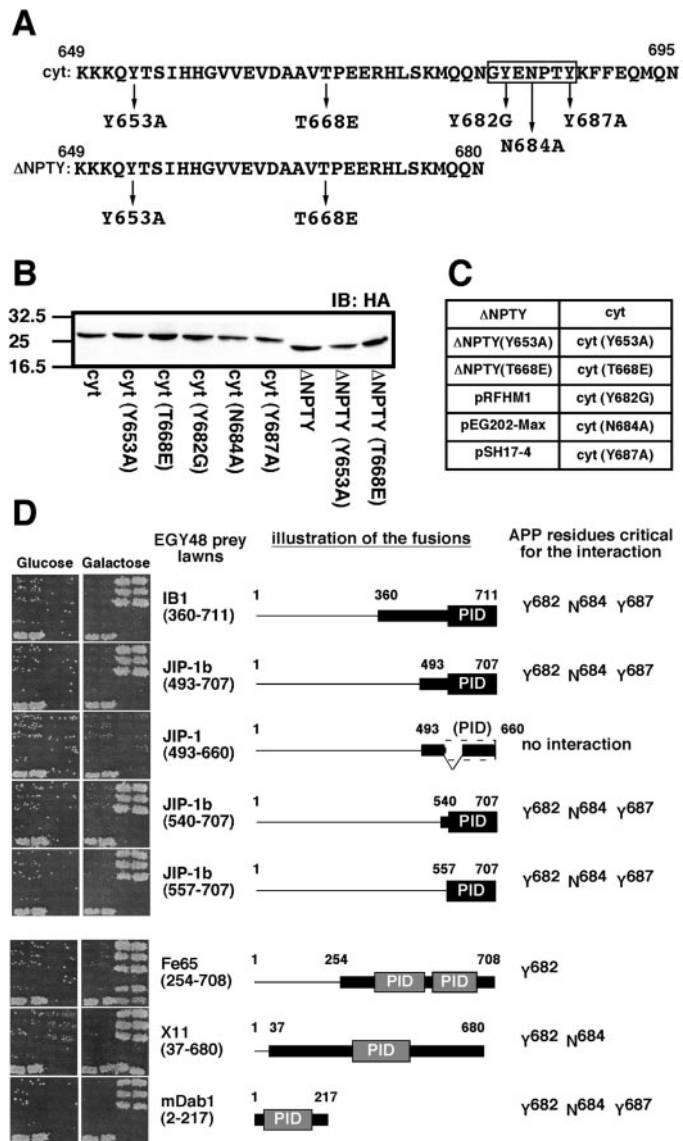 A
649 695
cyt: KKKQYTSIHHGVVEVDAAVTPEERHLSKMQQNGYENPTYKFFEQMQN
Y653A T668E Y682G Y687A
N684A
649 680
ΔNPTY: KKKQYTSIHHGVVEVDAAVTPEERHLSKMQQN
Y653A T668E
B
IB: HA
32.5
25
16.5
cyt
cyt (Y653A)
cyt (T668E)
cyt (Y682G)
cyt (N684A)
cyt (Y687A)
ΔNPTY
ΔNPTY (Y653A)
ΔNPTY (T668E)
C
ΔNPTY cyt
ΔNPTY(Y653A) cyt (Y653A)
ΔNPTY(T668E) cyt (T668E)
pRFHM1 cyt (Y682G)
pEG202-Max cyt (N684A)
pSH17-4 cyt (Y687A)
D
Glucose Galactose
EGY48 prey
lawns
illustration of the fusions
APP residues critical
for the interaction
IB1
(360-711)
1 360 711
PID
Y682 N684 Y687
JIP-1b
(493-707)
1 493 707
PID
Y682 N684 Y687
JIP-1
(493-660)
1 493 (PID) 660
no interaction
JIP-1b
(540-707)
1 540 707
PID
Y682 N684 Y687
JIP-1b
(557-707)
1 557 707
PID
Y682 N684 Y687
Fe65
(254-708)
1 254 708
PID PID
Y682
X11
(37-680)
1 37 680
PID
Y682 N684
mDab1
(2-217)
1 217
PID
Y682 N684 Y687